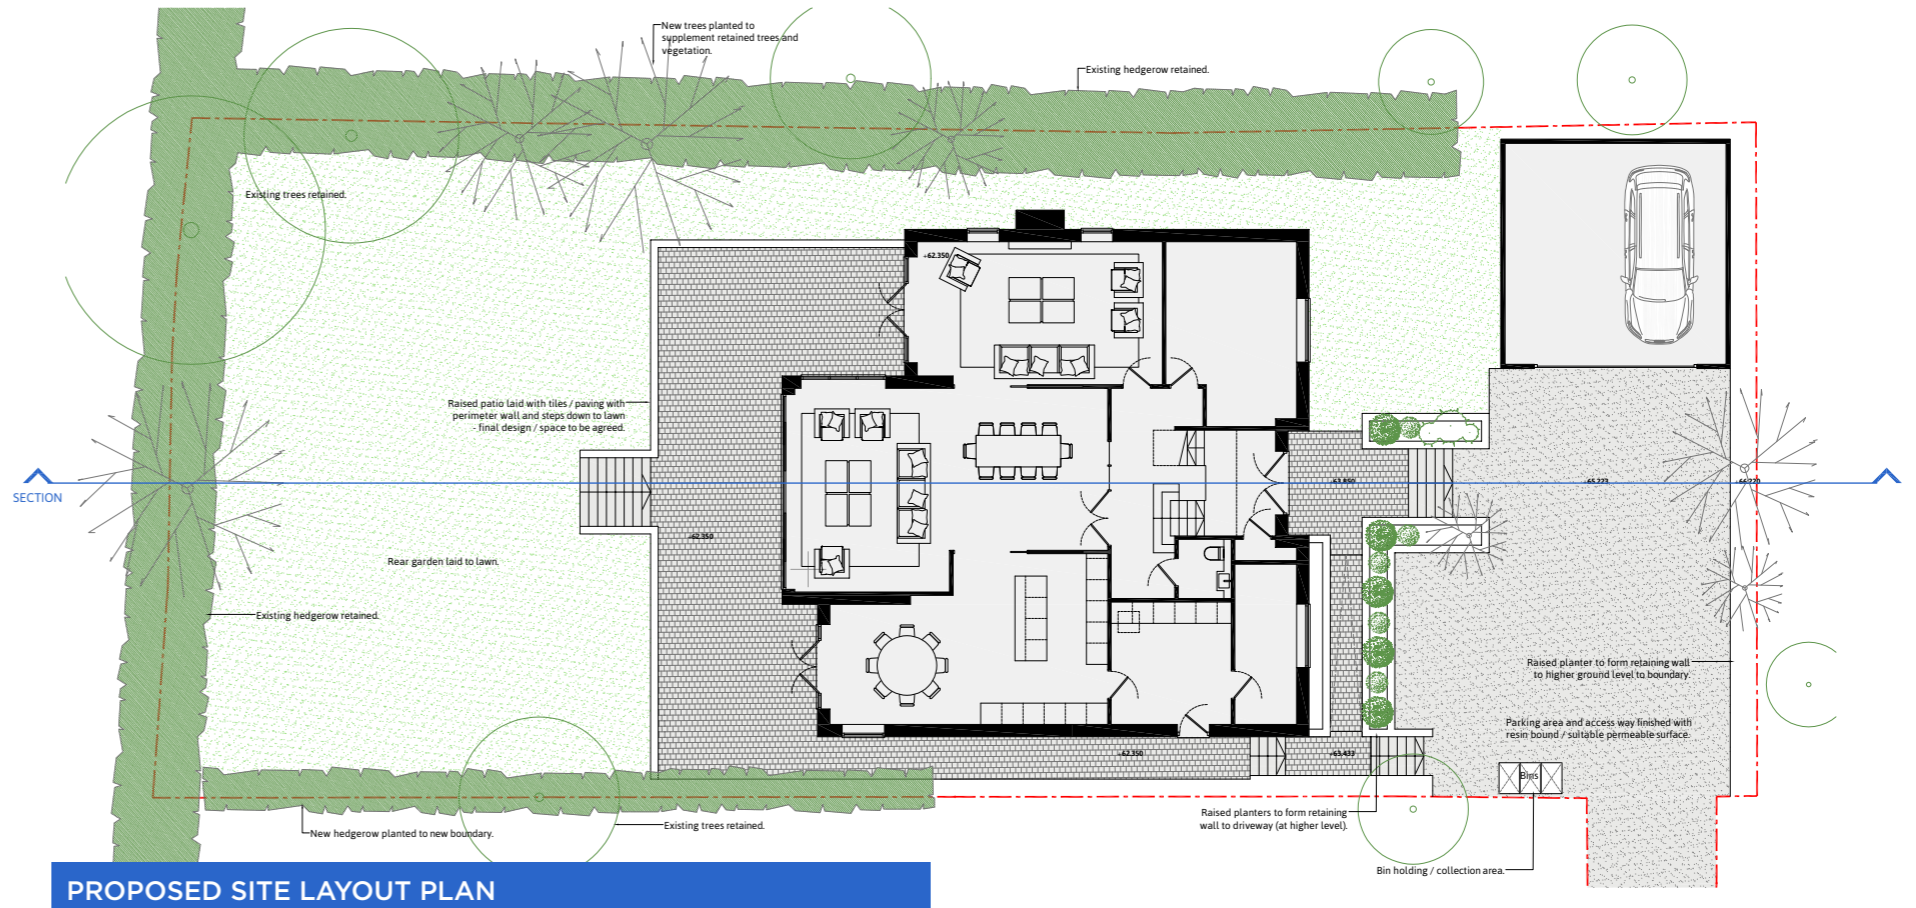 New trees planted to
supplement retained trees and
vegetation.
Existing hedgerow retained.
Existing trees retained.
+62.350
Raised patio laid with tiles / paving with
perimeter wall and steps down to lawn
- final design / space to be agreed.
SECTION
+63.850
+65.223
+66.220
+62.350
Rear garden laid to lawn.
Existing hedgerow retained.
Raised planter to form retaining wall
to higher ground level to boundary.
Parking area and access way finished with
resin bound / suitable permeable surface.
+62.350
+63.433
Bins
Raised planters to form retaining
wall to driveway (at higher level).
Existing trees retained.
New hedgerow planted to new boundary.
Bin holding / collection area.
PROPOSED SITE LAYOUT PLAN